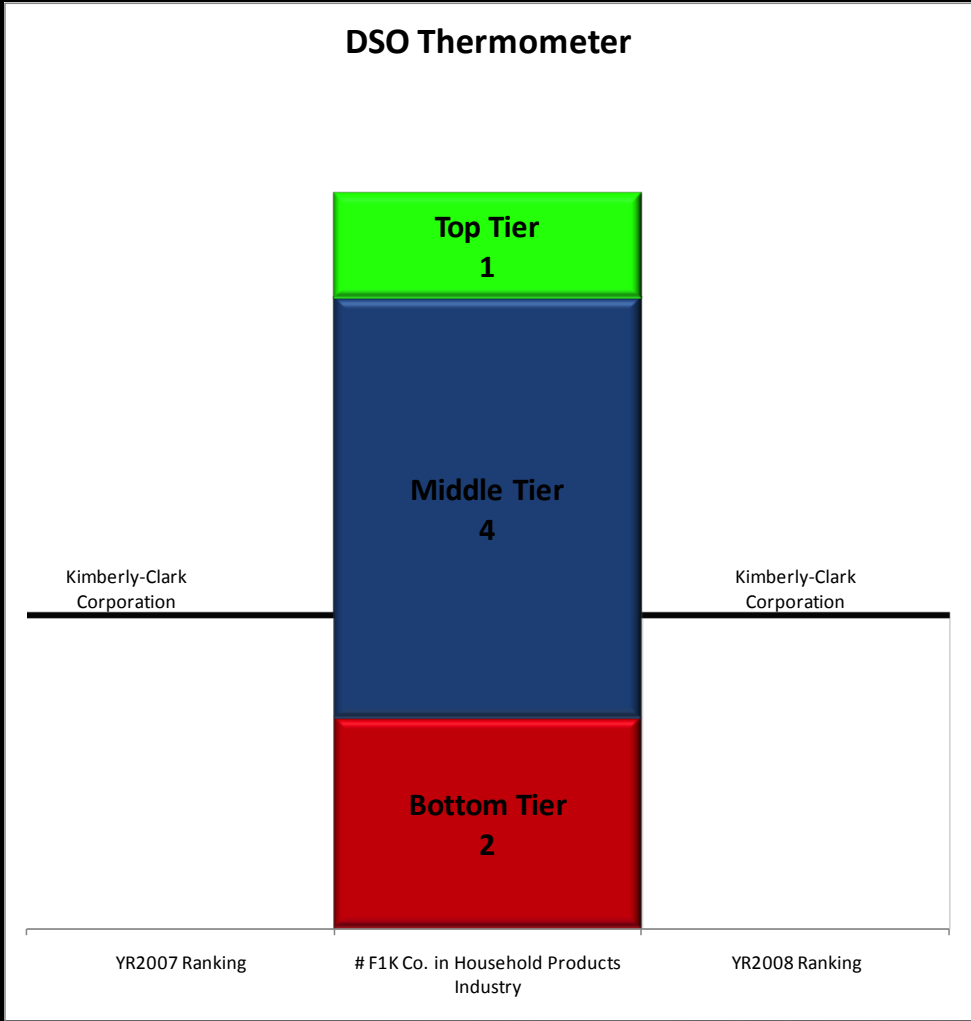 DSO Thermometer
Top Tier
1
Middle Tier
4
Kimberly-Clark
Corporation
Kimberly-Clark
Corporation
Bottom Tier
2
YR2007 Ranking
# F1K Co. in Household Products
Industry
YR2008 Ranking